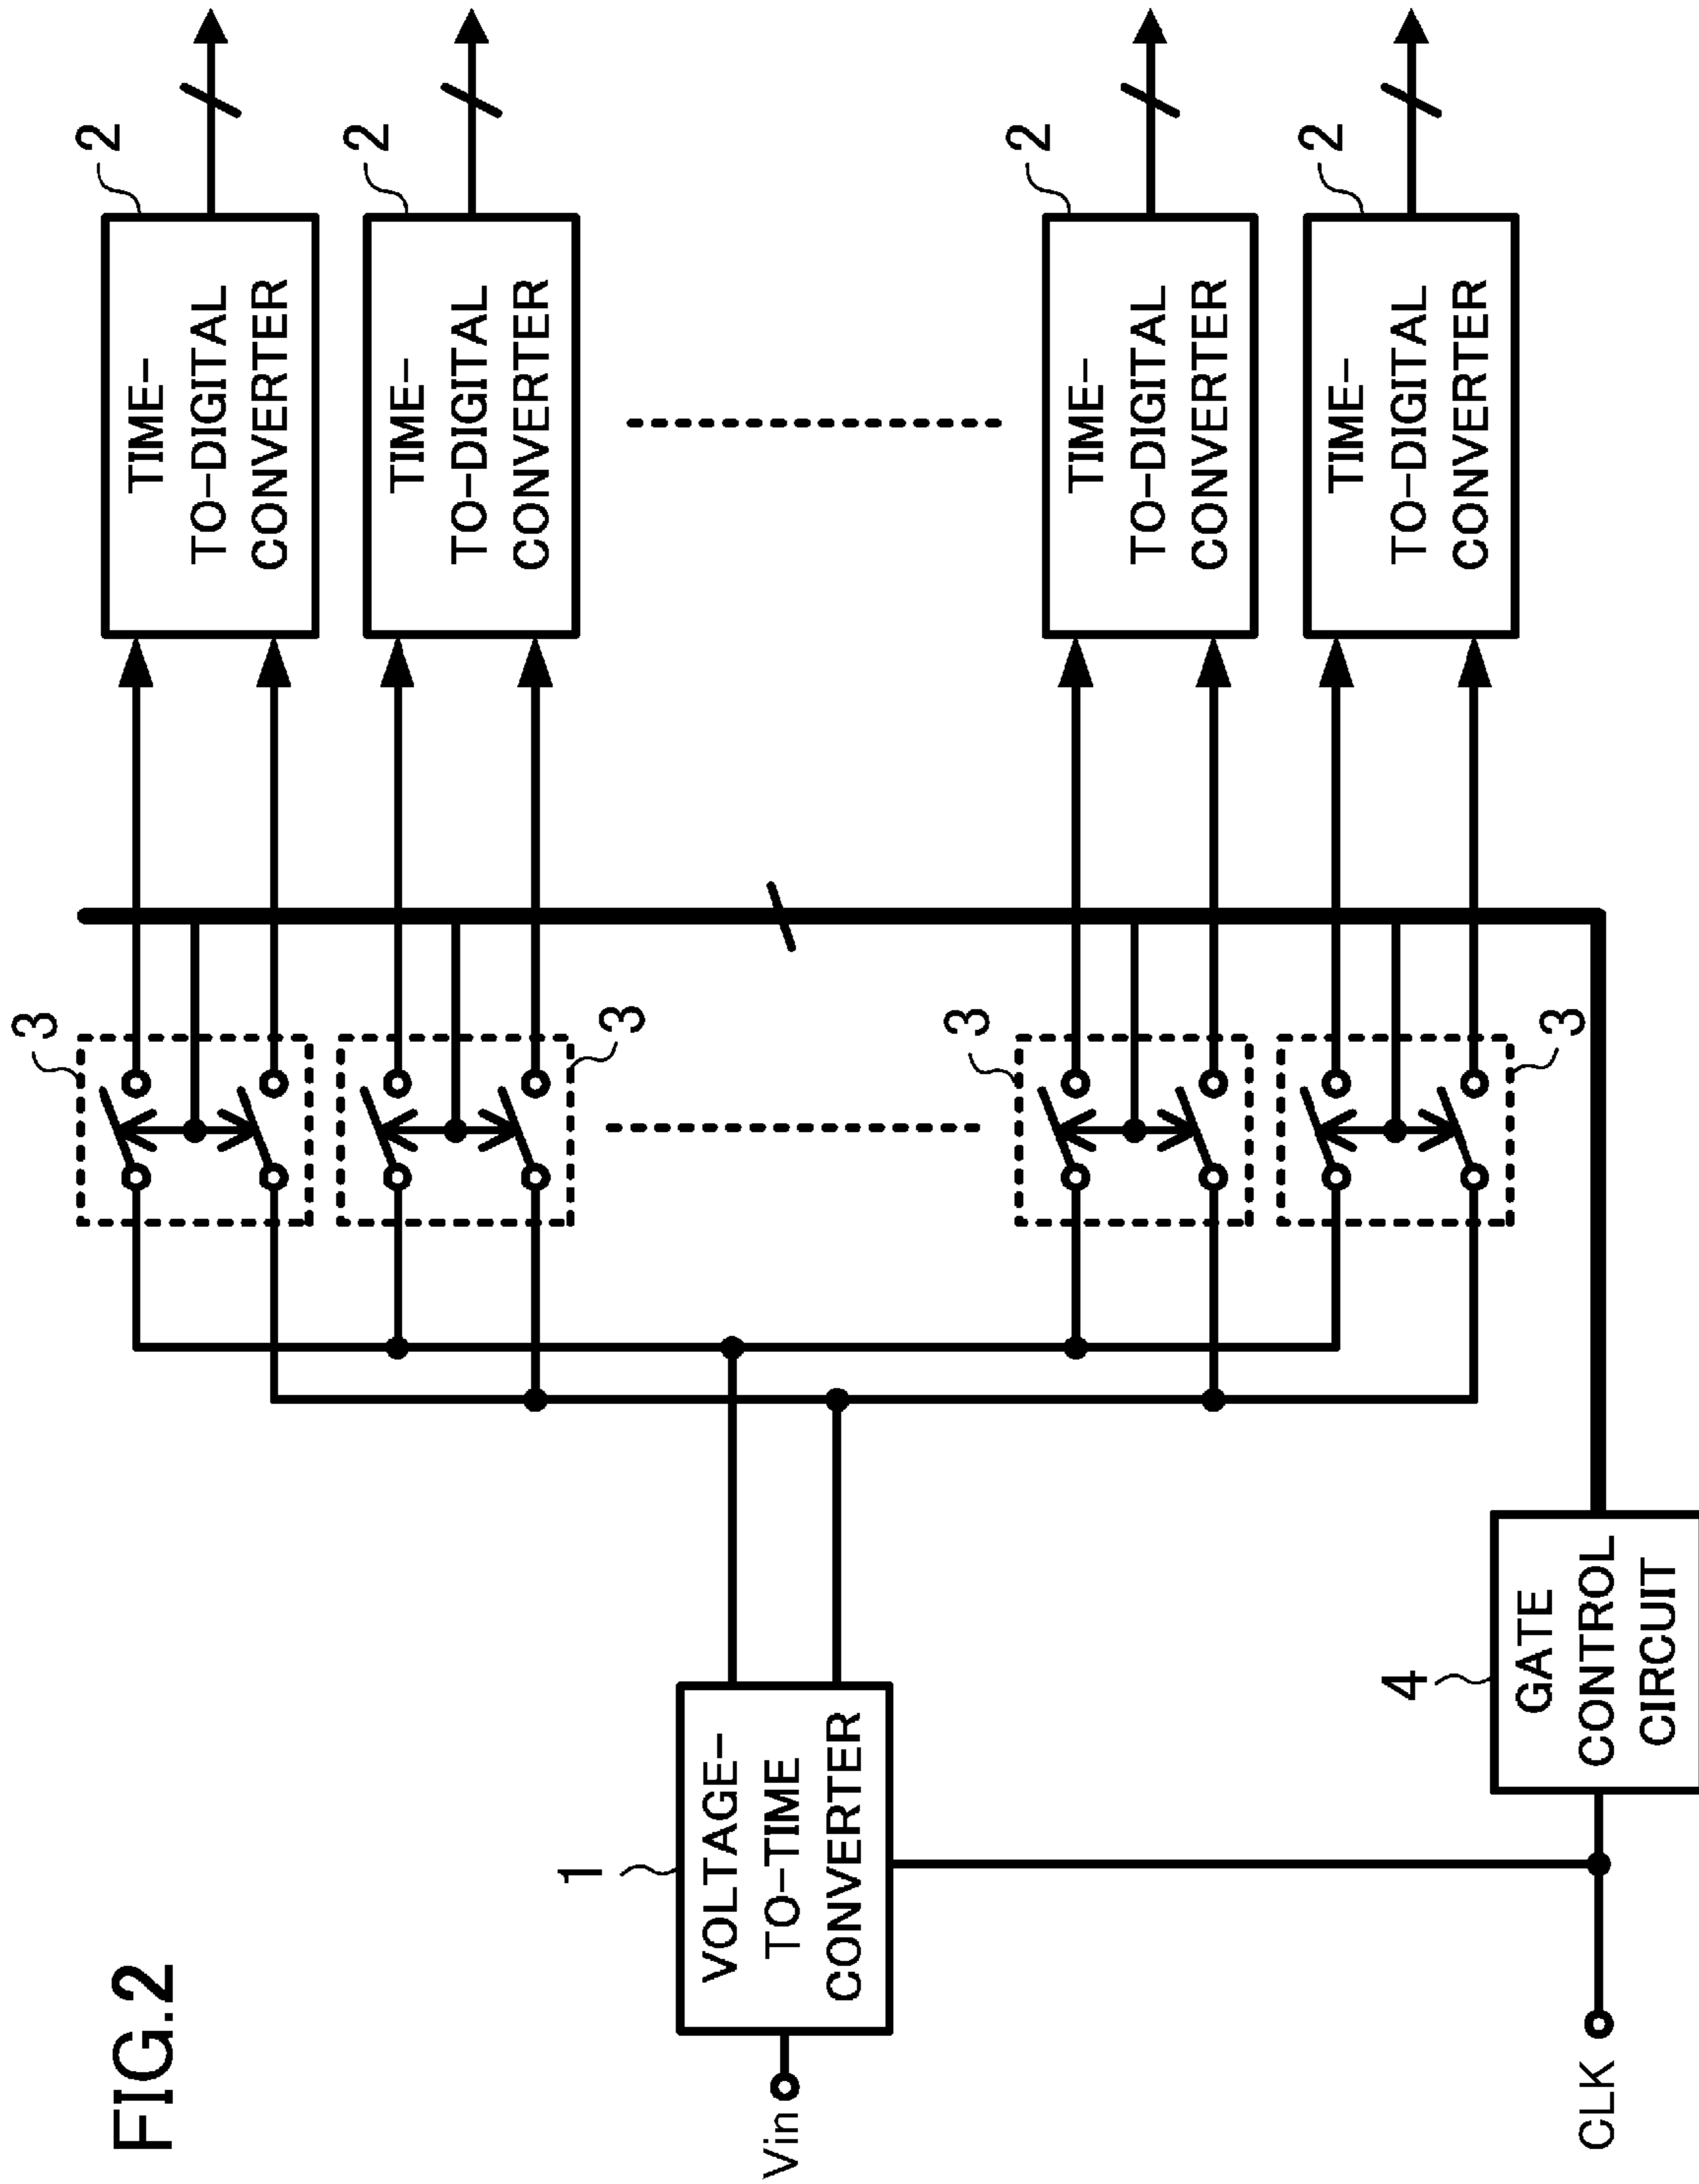 FIG.2
3
2
TIME-
TO-DIGITAL
CONVERTER
3
2
TIME-
TO-DIGITAL
CONVERTER
1
VOLTAGE-
TO-TIME
CONVERTER
Vin
3
2
TIME-
TO-DIGITAL
CONVERTER
3
2
TIME-
TO-DIGITAL
CONVERTER
4
GATE
CONTROL
CIRCUIT
CLK